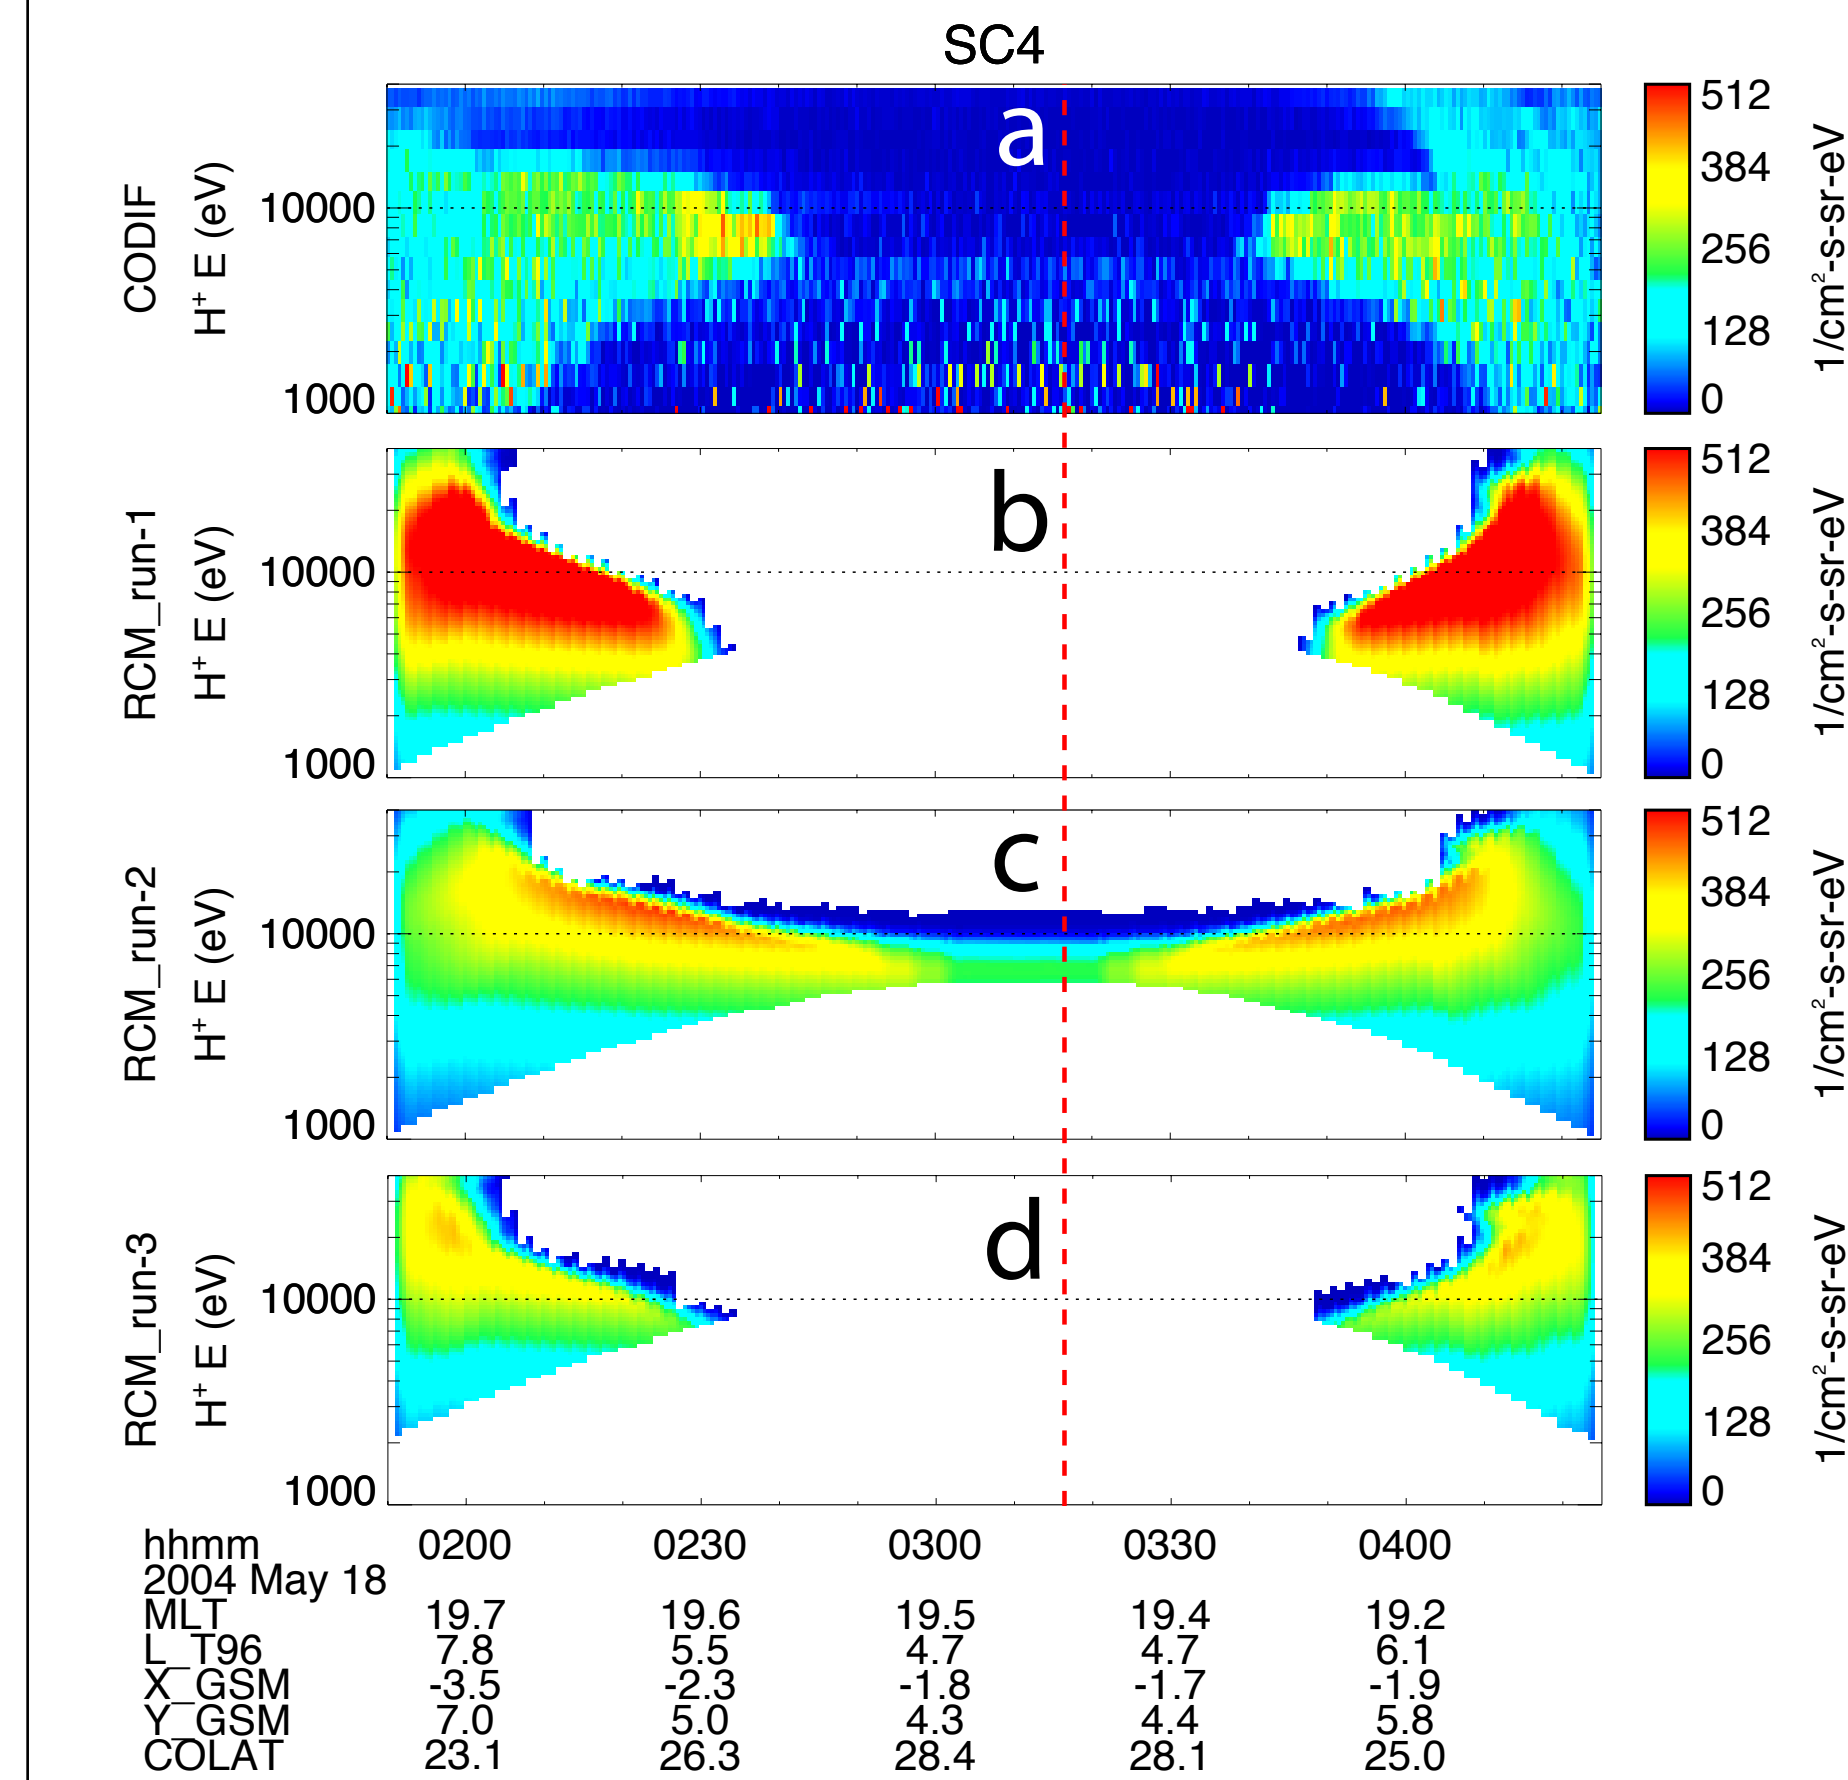 SC4
a
CODIF
H⁺ E (eV)
10000
1000
512
384
256
128
0
1/cm²-s-sr-eV
b
RCM_run-1
H⁺ E (eV)
10000
1000
512
384
256
128
0
1/cm²-s-sr-eV
c
RCM_run-2
H⁺ E (eV)
10000
1000
512
384
256
128
0
1/cm²-s-sr-eV
d
RCM_run-3
H⁺ E (eV)
10000
1000
512
384
256
128
0
1/cm²-s-sr-eV
hhmm 0200 0230 0300 0330 0400
2004 May 18
MLT 19.7 19.6 19.5 19.4 19.2
L_T96 7.8 5.5 4.7 4.7 6.1
X_GSM -3.5 -2.3 -1.8 -1.7 -1.9
Y_GSM 7.0 5.0 4.3 4.4 5.8
COLAT 23.1 26.3 28.4 28.1 25.0